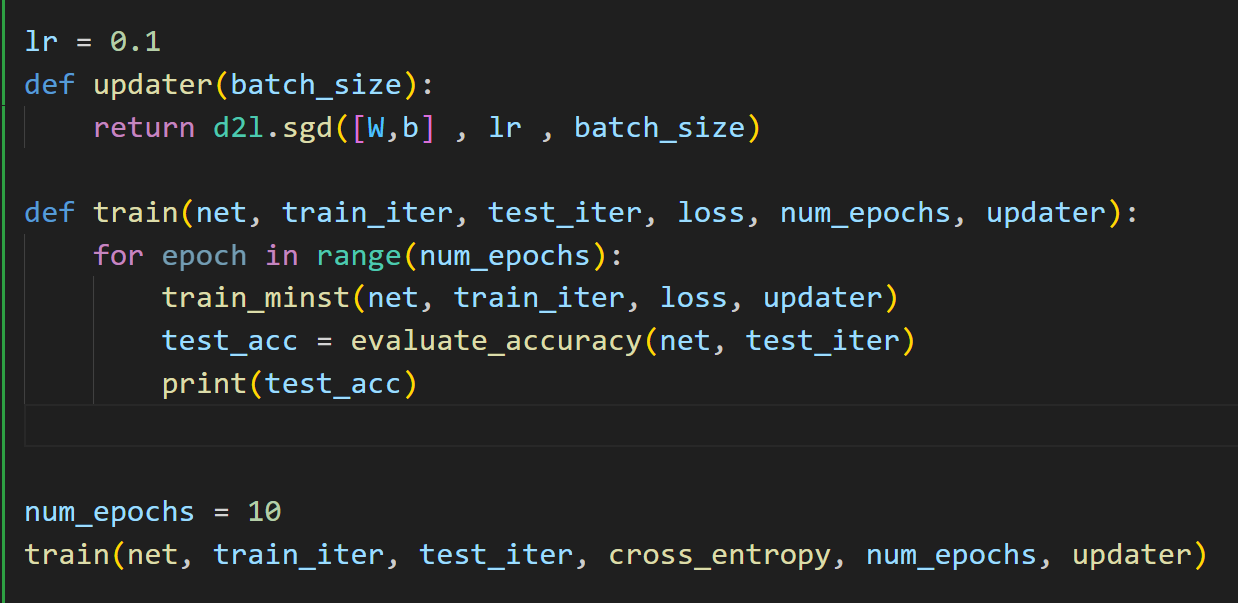 lr = 0.1
def updater(batch_size):
    return d2l.sgd([W,b] , lr , batch_size)
def train(net, train_iter, test_iter, loss, num_epochs, updater):
    for epoch in range(num_epochs):
        train_minst(net, train_iter, loss, updater)
        test_acc = evaluate_accuracy(net, test_iter)
        print(test_acc)
num_epochs = 10
train(net, train_iter, test_iter, cross_entropy, num_epochs, updater)